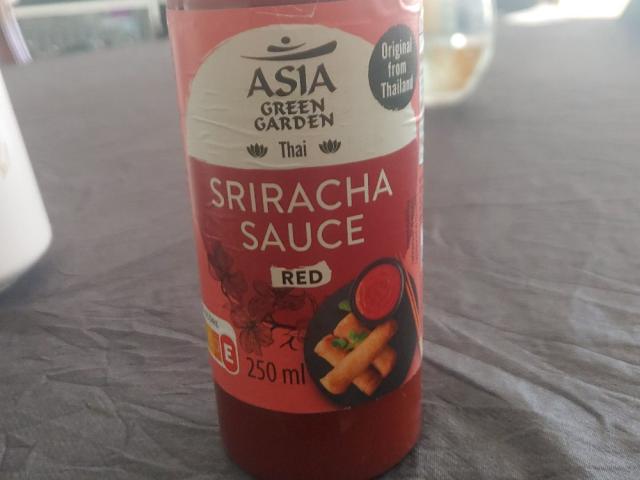 ASIA
GREEN
GARDEN
Thai
Original
from
Thailand
SRIRACHA
SAUCE
RED
E
250 ml